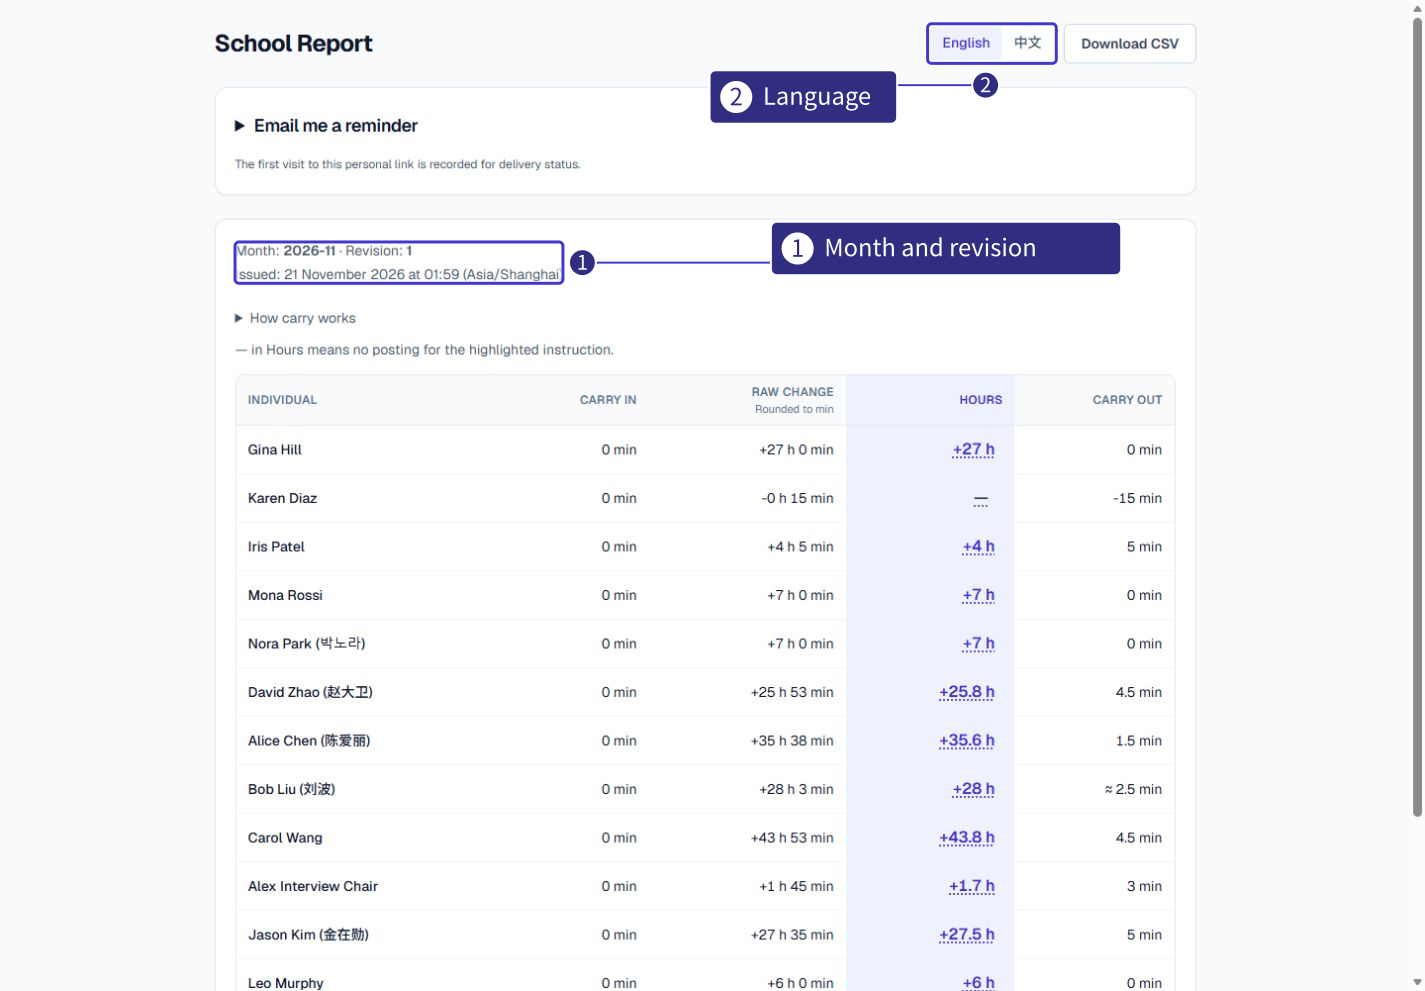 School Report
English 中文 Download CSV
2 Language 2
Email me a reminder
The first visit to this personal link is recorded for delivery status.
Month: 2026-11 · Revision: 1
Issued: 21 November 2026 at 01:59 (Asia/Shanghai)
1 1 Month and revision
How carry works
— in Hours means no posting for the highlighted instruction.
INDIVIDUAL CARRY IN RAW CHANGE Rounded to min HOURS CARRY OUT
Gina Hill 0 min +27 h 0 min +27 h 0 min
Karen Diaz 0 min -0 h 15 min — -15 min
Iris Patel 0 min +4 h 5 min +4 h 5 min
Mona Rossi 0 min +7 h 0 min +7 h 0 min
Nora Park (박노라) 0 min +7 h 0 min +7 h 0 min
David Zhao (赵大卫) 0 min +25 h 53 min +25.8 h 4.5 min
Alice Chen (陈爱丽) 0 min +35 h 38 min +35.6 h 1.5 min
Bob Liu (刘波) 0 min +28 h 3 min +28 h ≈ 2.5 min
Carol Wang 0 min +43 h 53 min +43.8 h 4.5 min
Alex Interview Chair 0 min +1 h 45 min +1.7 h 3 min
Jason Kim (金在勋) 0 min +27 h 35 min +27.5 h 5 min
Leo Murphy 0 min +6 h 0 min +6 h 0 min